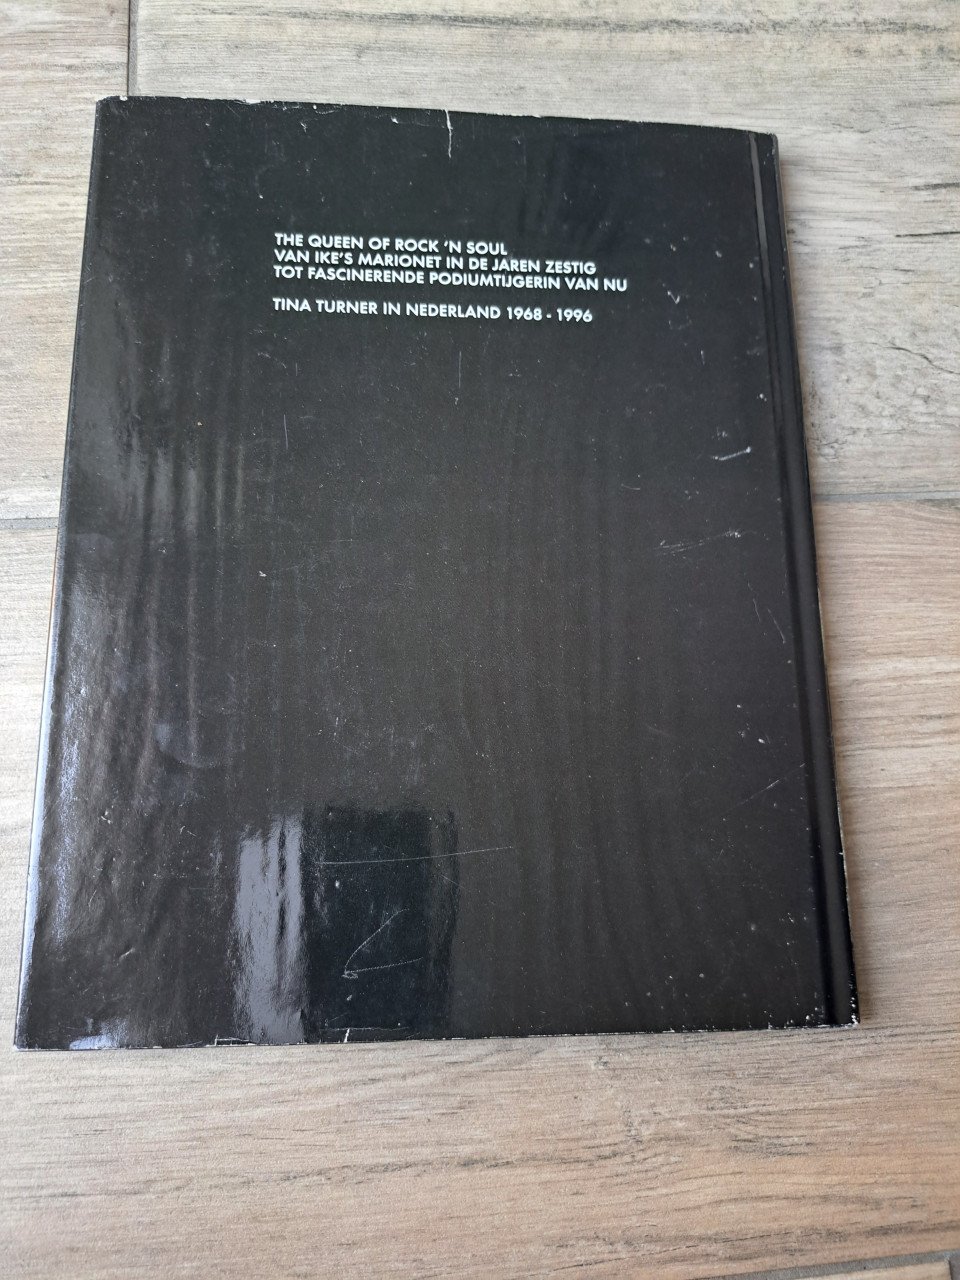 THE QUEEN OF ROCK 'N SOUL
VAN IKE'S MARIONET IN DE JAREN ZESTIG
TOT FASCINERENDE PODIUMTIJGERIN VAN NU
TINA TURNER IN NEDERLAND 1968 - 1996